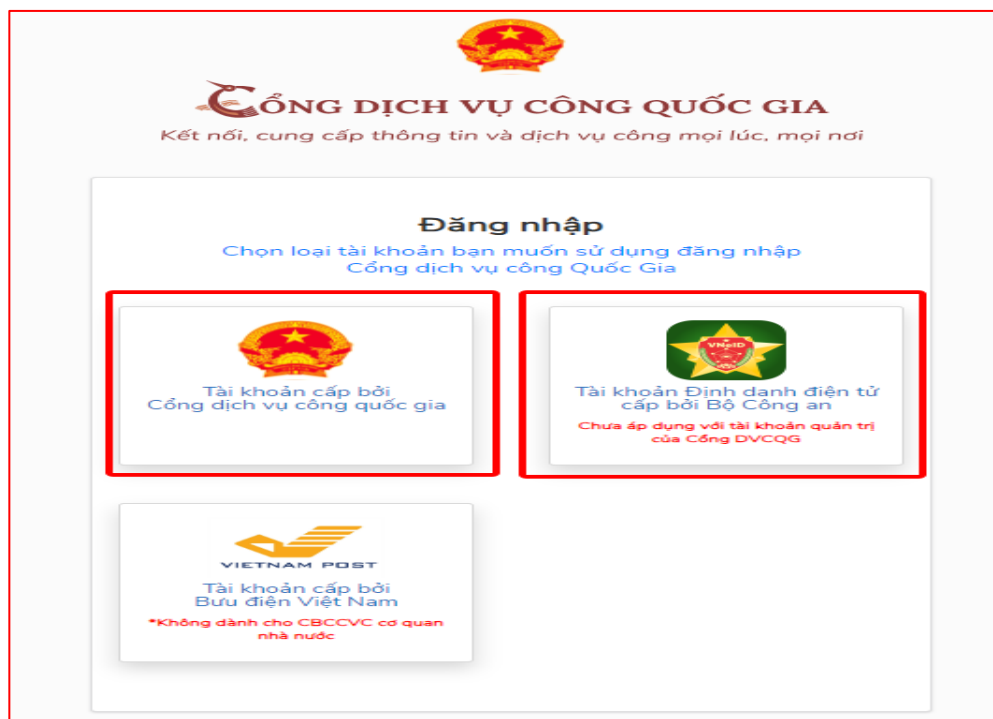 CỔNG DỊCH VỤ CÔNG QUỐC GIA
Kết nối, cung cấp thông tin và dịch vụ công mọi lúc, mọi nơi
Đăng nhập
Chọn loại tài khoản bạn muốn sử dụng đăng nhập
Cổng dịch vụ công Quốc Gia
Tài khoản cấp bởi
Cổng dịch vụ công quốc gia
VNeID
Tài khoản Định danh điện tử
cấp bởi Bộ Công an
Chưa áp dụng với tài khoản quản trị
của Cổng DVCQG
VIETNAM POST
Tài khoản cấp bởi
Bưu điện Việt Nam
*Không dành cho CBCCVC cơ quan
nhà nước